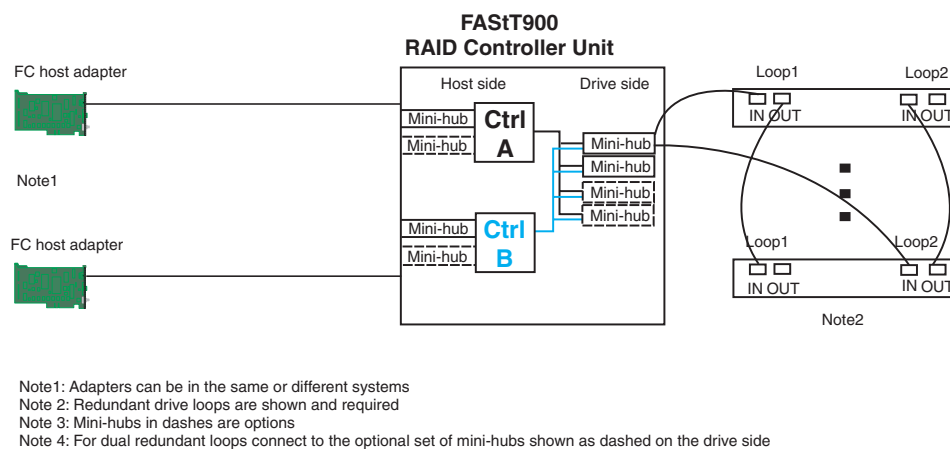 FAStT900
RAID Controller Unit
FC host adapter
Host side
Drive side
Loop1
Loop2
IN OUT
IN OUT
Mini-hub
Ctrl
A
Mini-hub
Mini-hub
Mini-hub
Mini-hub
Mini-hub
Note1
FC host adapter
Mini-hub
Ctrl
B
Mini-hub
Loop1
Loop2
IN OUT
IN OUT
Note2
Note1: Adapters can be in the same or different systems
Note 2: Redundant drive loops are shown and required
Note 3: Mini-hubs in dashes are options
Note 4: For dual redundant loops connect to the optional set of mini-hubs shown as dashed on the drive side